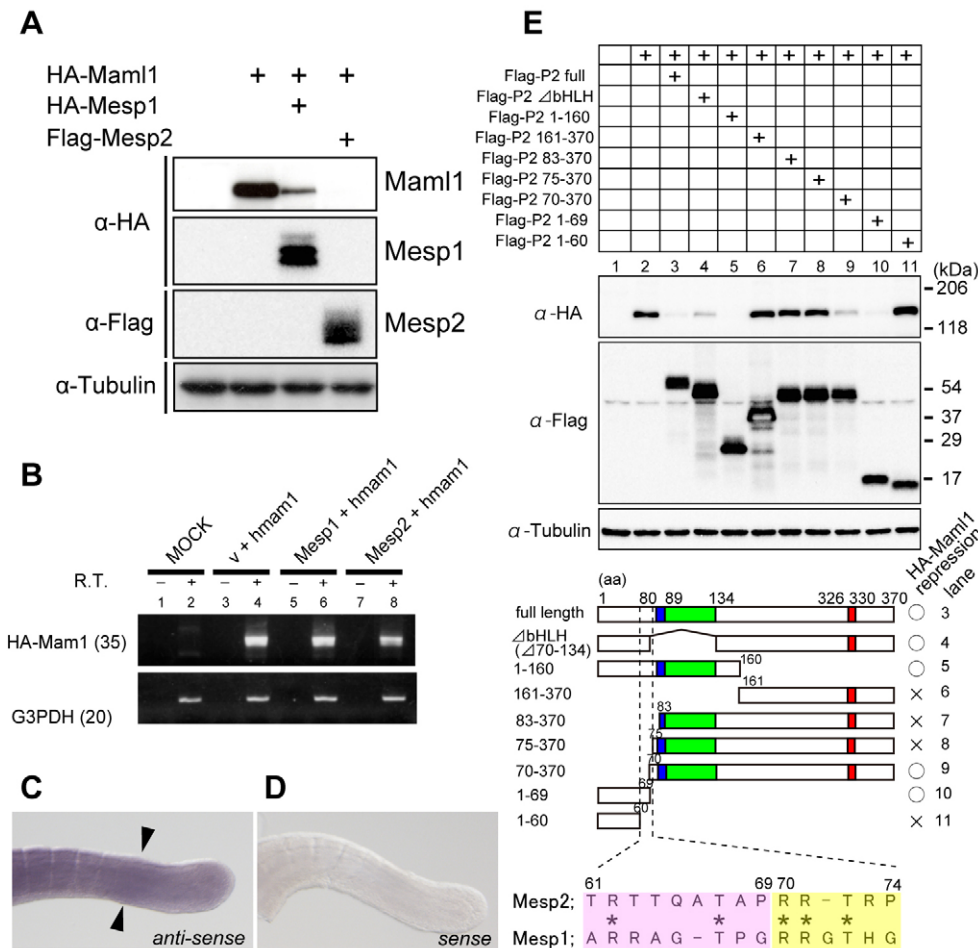 A
HA-Maml1 + + +
HA-Mesp1 +
Flag-Mesp2 +
α-HA
Maml1
Mesp1
α-Flag
Mesp2
α-Tubulin
B
MOCK
v + hmam1
Mesp1 + hmam1
Mesp2 + hmam1
R.T. − + − + − + − +
1 2 3 4 5 6 7 8
HA-Mam1 (35)
G3PDH (20)
C
anti-sense
D
sense
E
+ + + + + + + + + +
Flag-P2 full +
Flag-P2 ⊿bHLH +
Flag-P2 1-160 +
Flag-P2 161-370 +
Flag-P2 83-370 +
Flag-P2 75-370 +
Flag-P2 70-370 +
Flag-P2 1-69 +
Flag-P2 1-60 +
1 2 3 4 5 6 7 8 9 10 11 (kDa)
α-HA
206
118
α-Flag
54
37
29
17
α-Tubulin
HA-Maml1 repression
lane
(aa)
1 80 89 134 326 330 370
full length ○ 3
⊿bHLH (⊿70-134) ○ 4
1-160 160 ○ 5
161-370 161 × 6
83-370 83 × 7
75-370 75 × 8
70-370 70 ○ 9
1-69 69 ○ 10
1-60 60 × 11
61 69 70 74
Mesp2; T R T T Q A T A P R R - T R P
* * * * *
Mesp1; A R R A G - T P G R R G T H G